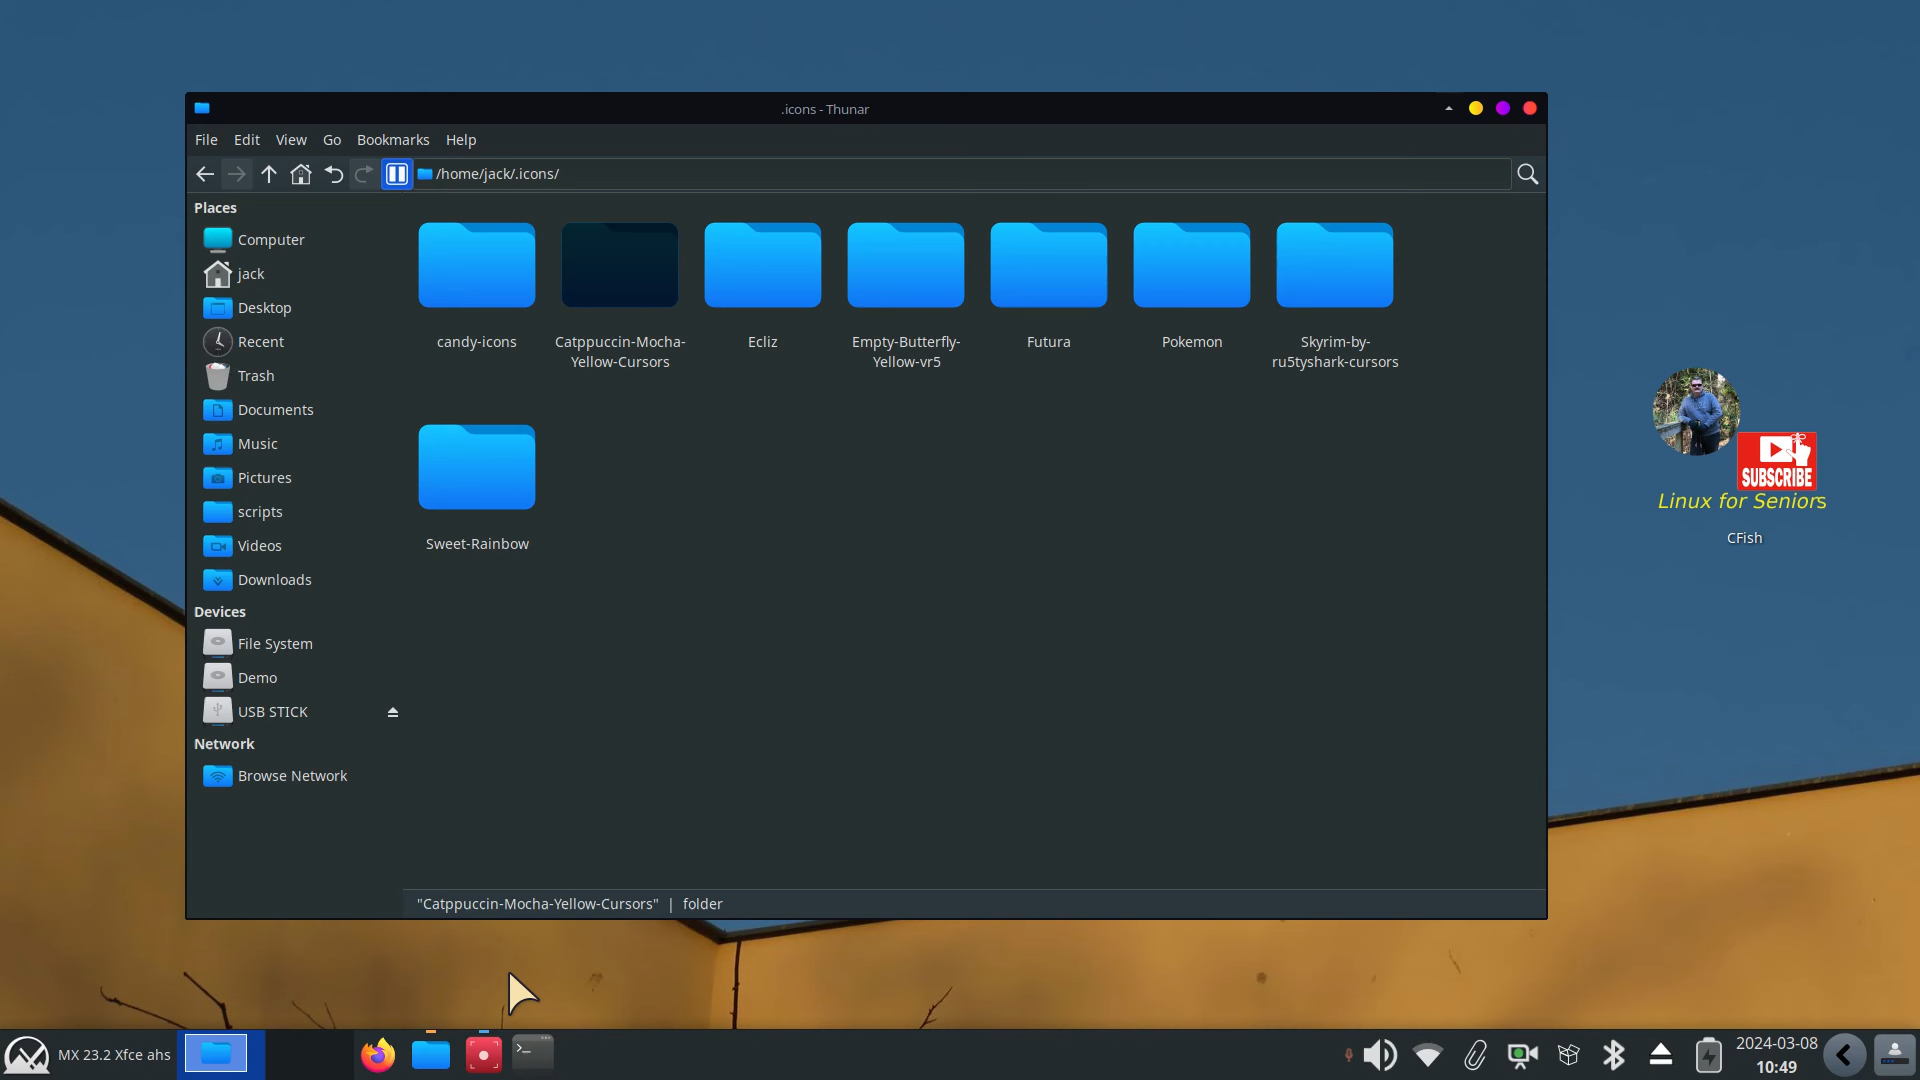 .icons - Thunar
File Edit View Go Bookmarks Help
/home/jack/.icons/
Places
Computer
jack
Desktop
Recent
Trash
Documents
Music
Pictures
scripts
Videos
Downloads
Devices
File System
Demo
USB STICK
Network
Browse Network
candy-icons
Catppuccin-Mocha-
Yellow-Cursors
Ecliz
Empty-Butterfly-
Yellow-vr5
Futura
Pokemon
Skyrim-by-
ru5tyshark-cursors
Sweet-Rainbow
"Catppuccin-Mocha-Yellow-Cursors" | folder
SUBSCRIBE
Linux for Seniors
CFish
MX 23.2 Xfce ahs
2024-03-08
10:49